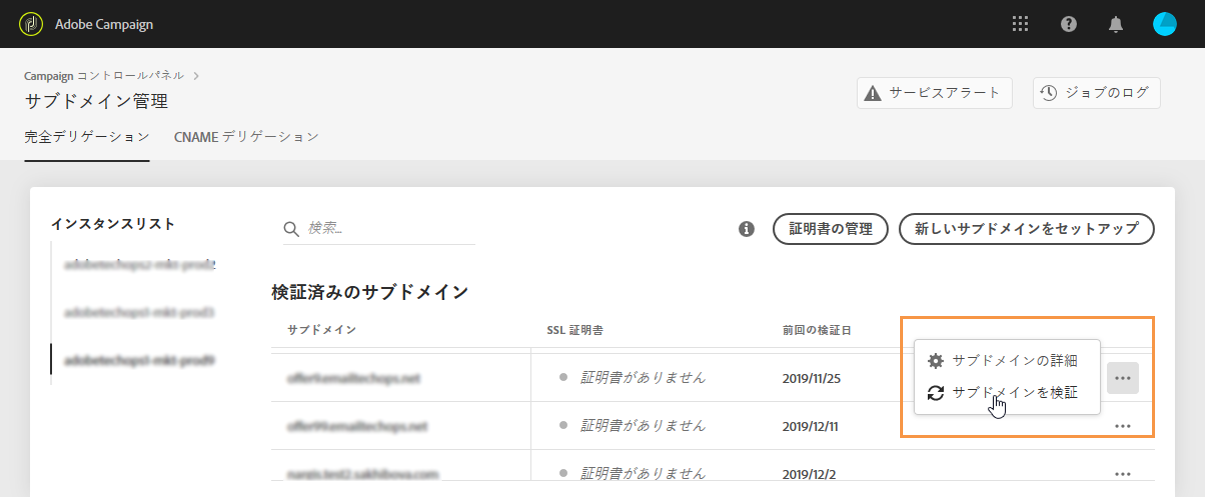 Adobe Campaign
Campaign コントロールパネル
サブドメイン管理
サービスアラート
ジョブのログ
完全デリゲーション
CNAME デリゲーション
インスタンスリスト
検索...
証明書の管理
新しいサブドメインをセットアップ
検証済みのサブドメイン
サブドメイン
SSL 証明書
前回の検証日
証明書がありません
2019/11/25
サブドメインの詳細
サブドメインを検証
証明書がありません
2019/12/11
証明書がありません
2019/12/2